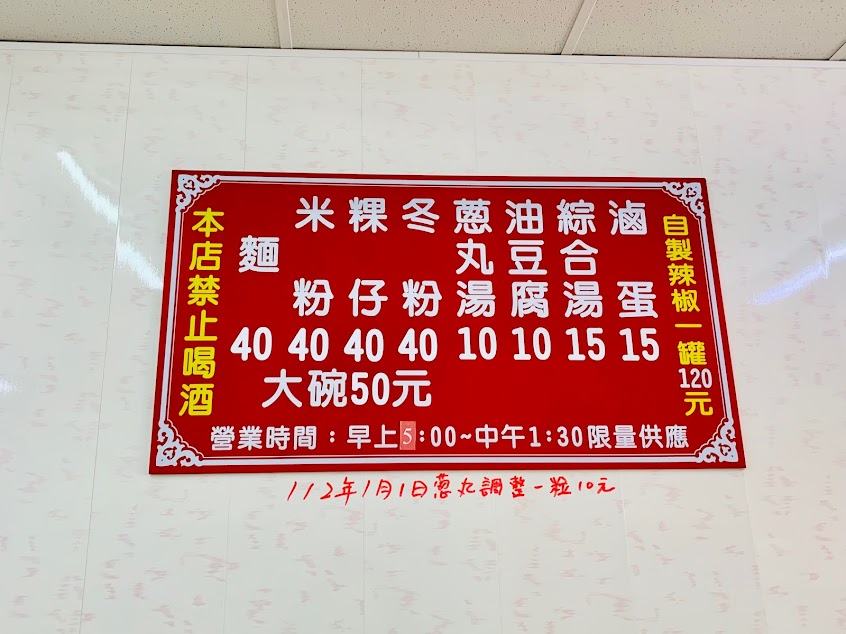 本店禁止喝酒
麵 40
米粉 40
粿仔 40
冬粉 40
蔥丸湯 10
油豆腐 10
綜合湯 15
滷蛋 15
大碗50元
自製辣椒一罐120元
營業時間：早上5:00~中午1:30限量供應
112年1月1日蔥丸調整一粒10元